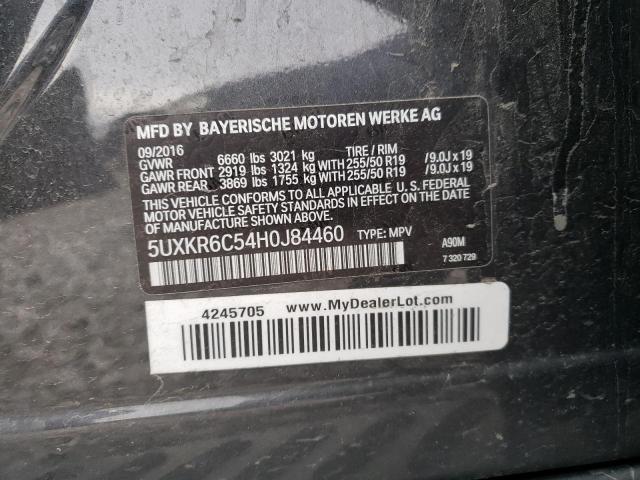 MFD BY BAYERISCHE MOTOREN WERKE AG
09/2016 TIRE / RIM
GVWR 6660 lbs 3021 kg
GAWR FRONT 2919 lbs 1324 kg WITH 255/50 R19 /9.0J x 19
GAWR REAR 3869 lbs 1755 kg WITH 255/50 R19 /9.0J x 19
THIS VEHICLE CONFORMS TO ALL APPLICABLE U. S. FEDERAL
MOTOR VEHICLE SAFETY STANDARDS IN EFFECT ON THE DATE
OF MANUFACTURE SHOWN ABOVE.
5UXKR6C54H0J84460 TYPE: MPV A90M
7 320 729
4245705 www.MyDealerLot.com